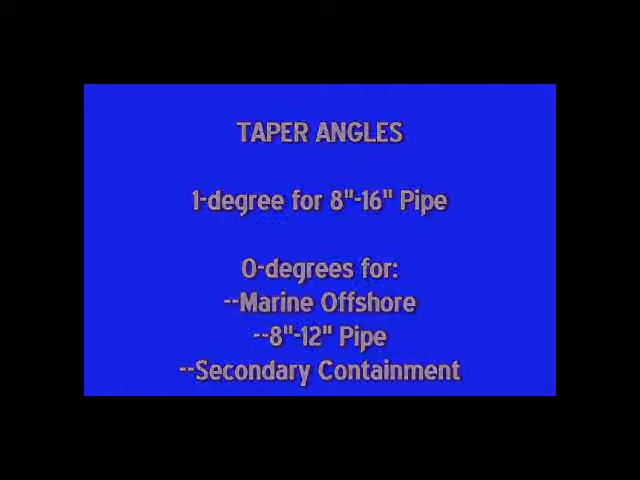 TAPER ANGLES
1-degree for 8"-16" Pipe
0-degrees for:
--Marine Offshore
--8"-12" Pipe
--Secondary Containment